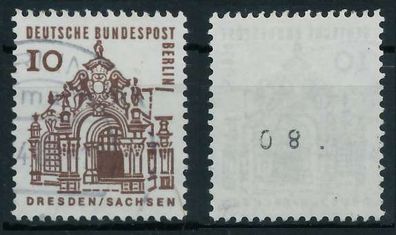 DEUTSCHE BUNDESPOST
BERLIN
10
DRESDEN/SACHSEN
08.